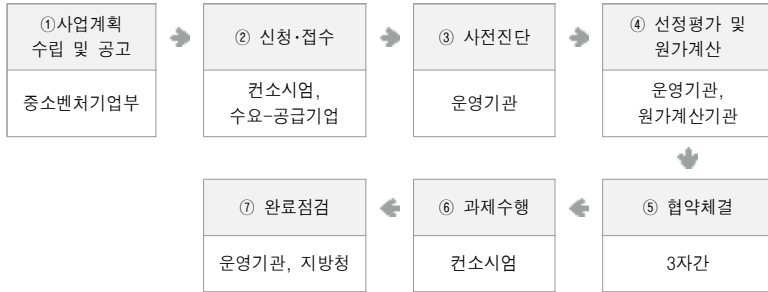 ①사업계획
수립 및 공고
중소벤처기업부
② 신청·접수
컨소시엄,
수요-공급기업
③ 사전진단
운영기관
④ 선정평가 및
원가계산
운영기관,
원가계산기관
⑤ 협약체결
3자간
⑥ 과제수행
컨소시엄
⑦ 완료점검
운영기관, 지방청